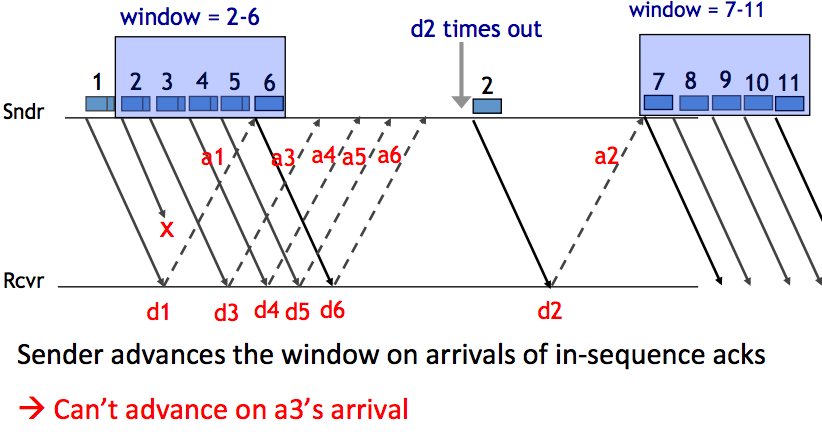 window = 2-6
window = 7-11
d2 times out
1 2 3 4 5 6 2 7 8 9 10 11
Sndr
a1 a3 a4 a5 a6 a2
x
Rcvr
d1 d3 d4 d5 d6 d2
Sender advances the window on arrivals of in-sequence acks
→ Can't advance on a3's arrival